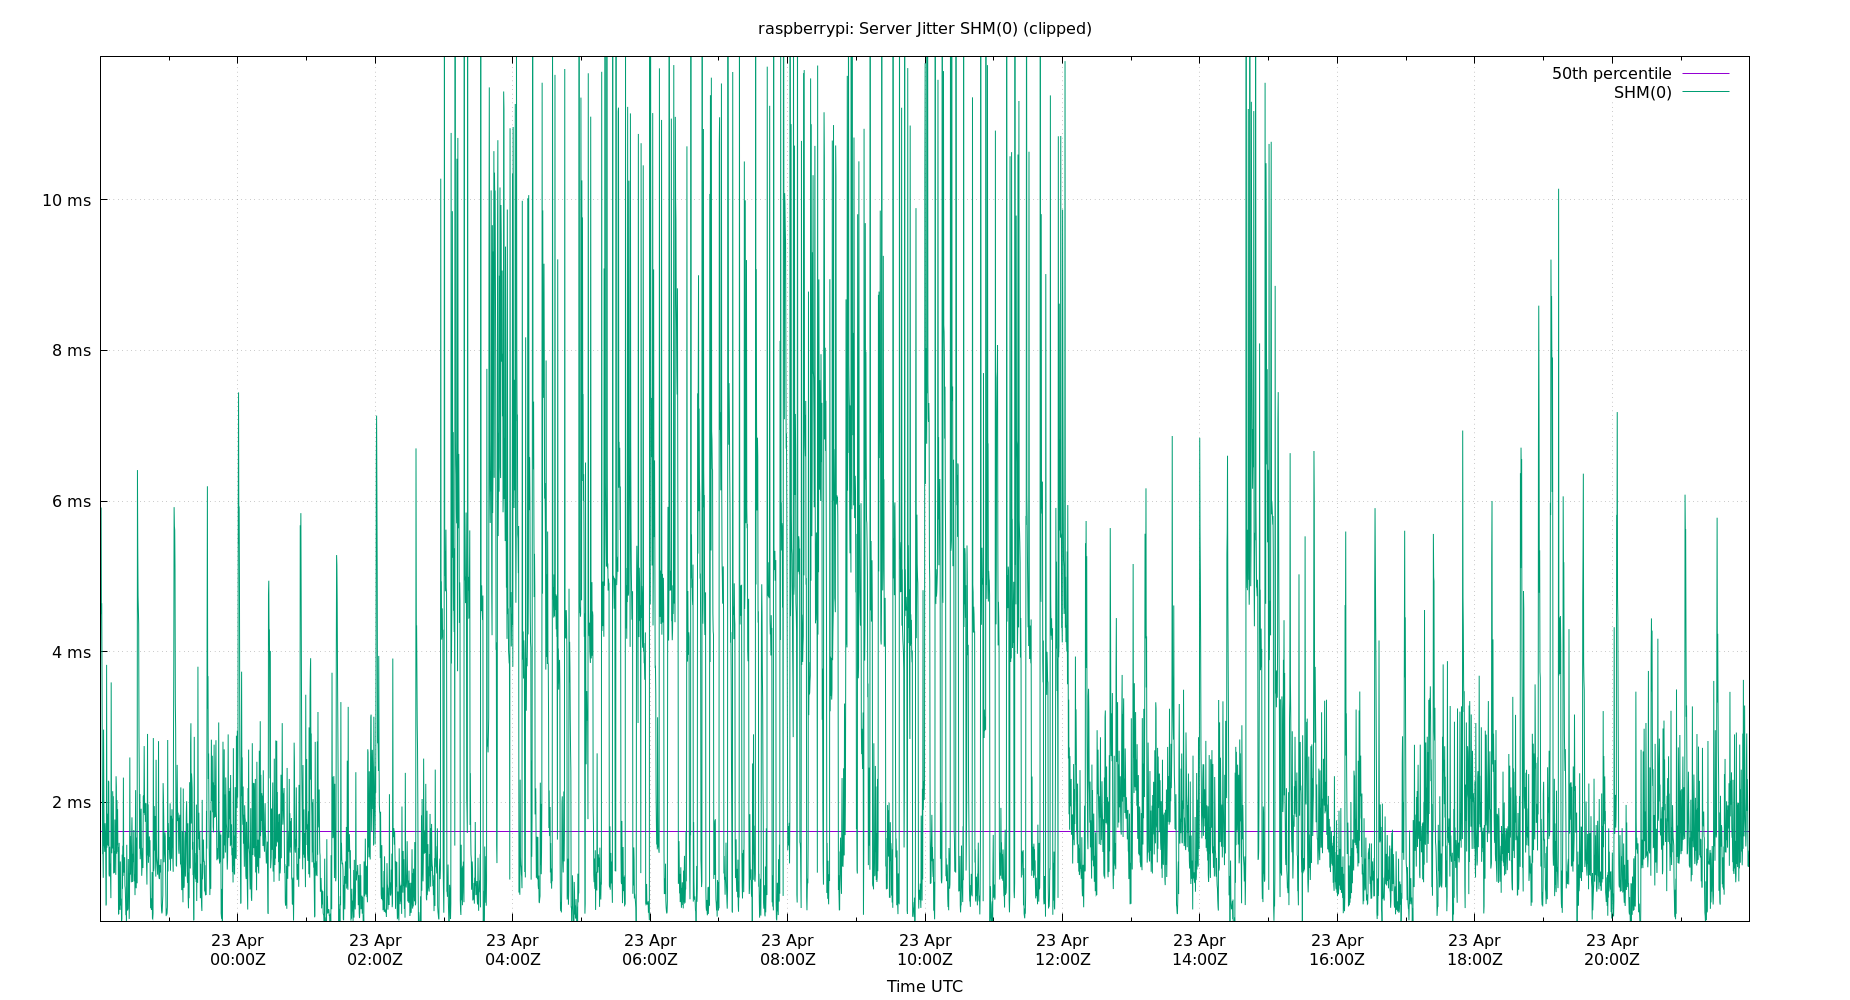 raspberrypi: Server Jitter SHM(0) (clipped)
50th percentile
SHM(0)
10 ms
8 ms
6 ms
4 ms
2 ms
23 Apr 23 Apr 23 Apr 23 Apr 23 Apr 23 Apr 23 Apr 23 Apr 23 Apr 23 Apr 23 Apr
00:00Z 02:00Z 04:00Z 06:00Z 08:00Z 10:00Z 12:00Z 14:00Z 16:00Z 18:00Z 20:00Z
Time UTC